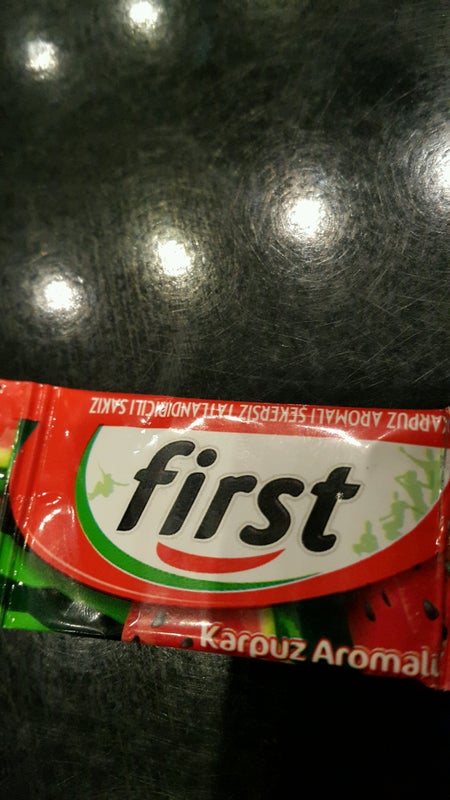 KARPUZ AROMALI ŞEKERSİZ TATLANDIRICILI SAKIZ
first
Karpuz Aromalı